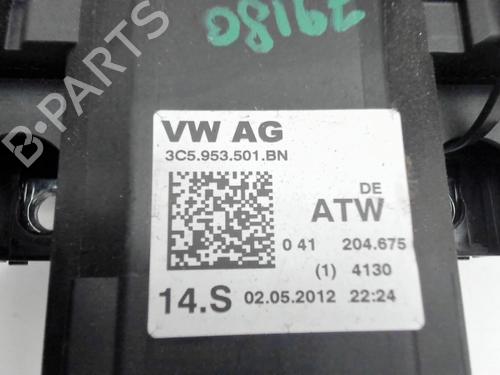 79180
VW AG
3C5.953.501.BN
DE
ATW
0 41 204.675
(1) 4130
14.S 02.05.2012 22:24
B-PARTS